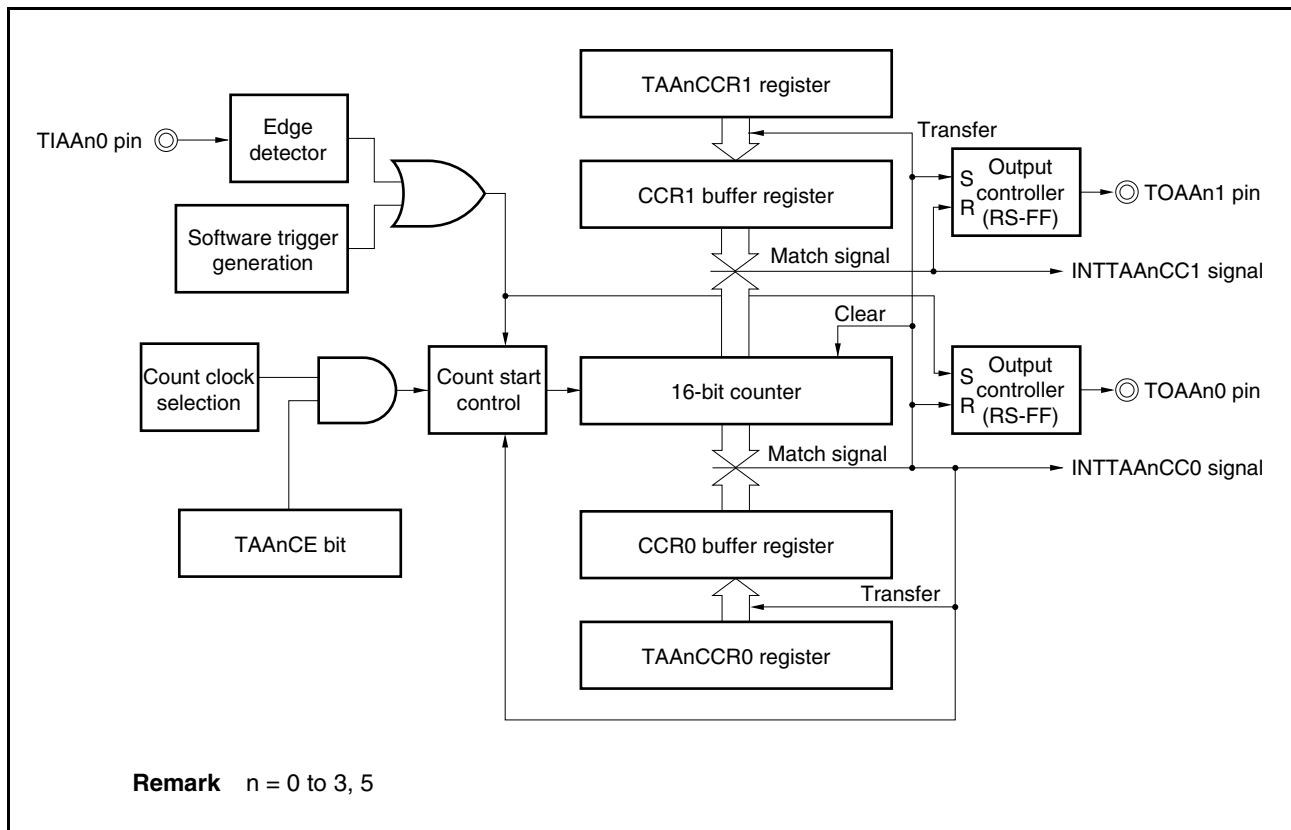 TAAnCCR1 register
TIAAn0 pin
Edge
detector
Transfer
CCR1 buffer register
S
R
Output
controller
(RS-FF)
TOAAn1 pin
Software trigger
generation
Match signal
INTTAAnCC1 signal
Clear
Count clock
selection
Count start
control
16-bit counter
S
R
Output
controller
(RS-FF)
TOAAn0 pin
Match signal
INTTAAnCC0 signal
TAAnCE bit
CCR0 buffer register
Transfer
TAAnCCR0 register
Remark n = 0 to 3, 5